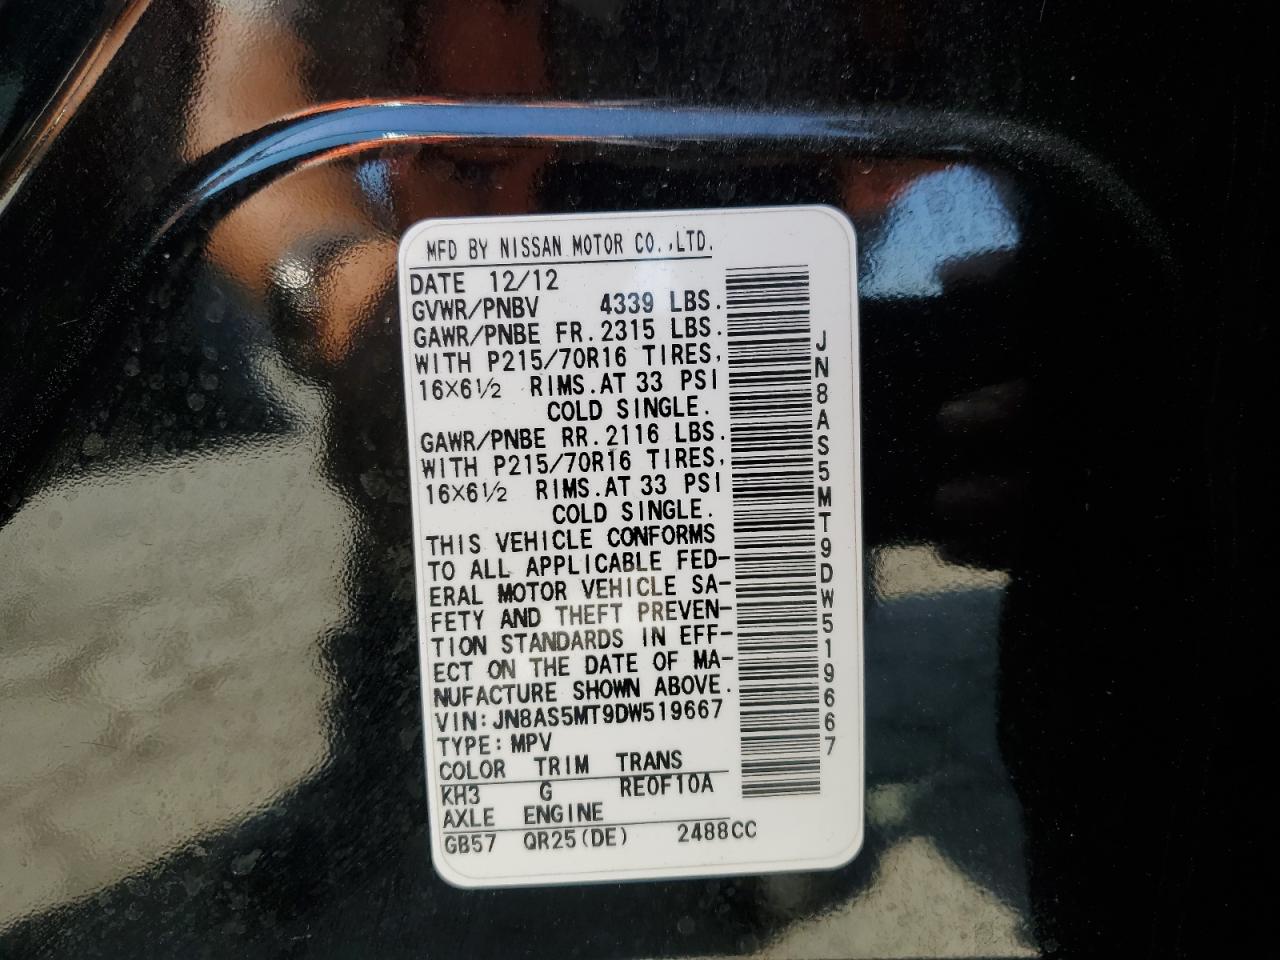 MFD BY NISSAN MOTOR CO.,LTD.
DATE 12/12
GVWR/PNBV 4339 LBS.
GAWR/PNBE FR.2315 LBS.
WITH P215/70R16 TIRES,
16X6½ RIMS.AT 33 PSI
COLD SINGLE.
GAWR/PNBE RR.2116 LBS.
WITH P215/70R16 TIRES,
16X6½ RIMS.AT 33 PSI
COLD SINGLE.
THIS VEHICLE CONFORMS
TO ALL APPLICABLE FED-
ERAL MOTOR VEHICLE SA-
FETY AND THEFT PREVEN-
TION STANDARDS IN EFF-
ECT ON THE DATE OF MA-
NUFACTURE SHOWN ABOVE.
VIN:JN8AS5MT9DW519667
TYPE:MPV
COLOR TRIM TRANS
KH3 G RE0F10A
AXLE ENGINE
GB57 QR25(DE) 2488CC
JN8AS5MT9DW519667